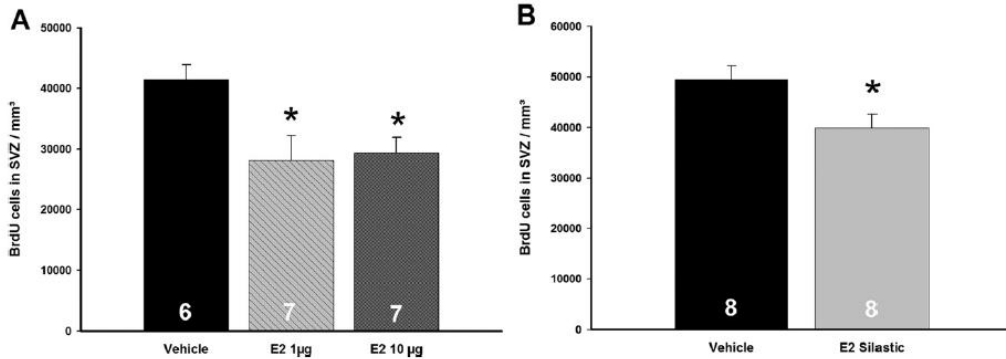 A
BrdU cells in SVZ / mm³
50000
40000
30000
20000
10000
0
*
*
6
7
7
Vehicle
E2 1µg
E2 10 µg
B
BrdU cells in SVZ / mm³
60000
50000
40000
30000
20000
10000
0
*
8
8
Vehicle
E2 Silastic